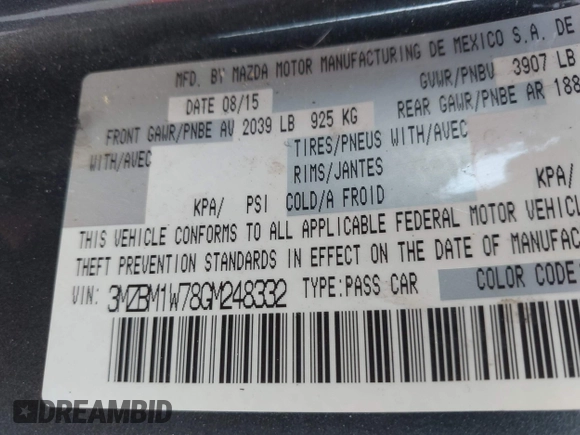 MFD. BY MAZDA MOTOR MANUFACTURING DE MEXICO S.A. DE
DATE 08/15 GVWR/PNBV 3907 LB
FRONT GAWR/PNBE AV 2039 LB 925 KG REAR GAWR/PNBE AR 188
WITH/AVEC TIRES/PNEUS WITH/AVEC
RIMS/JANTES
KPA/ PSI COLD/A FROID KPA/
THIS VEHICLE CONFORMS TO ALL APPLICABLE FEDERAL MOTOR VEHICL
THEFT PREVENTION STANDARDS IN EFFECT ON THE DATE OF MANUFA
VIN: 3MZBM1W78GM248332 TYPE:PASS CAR COLOR CODE
DREAMBID